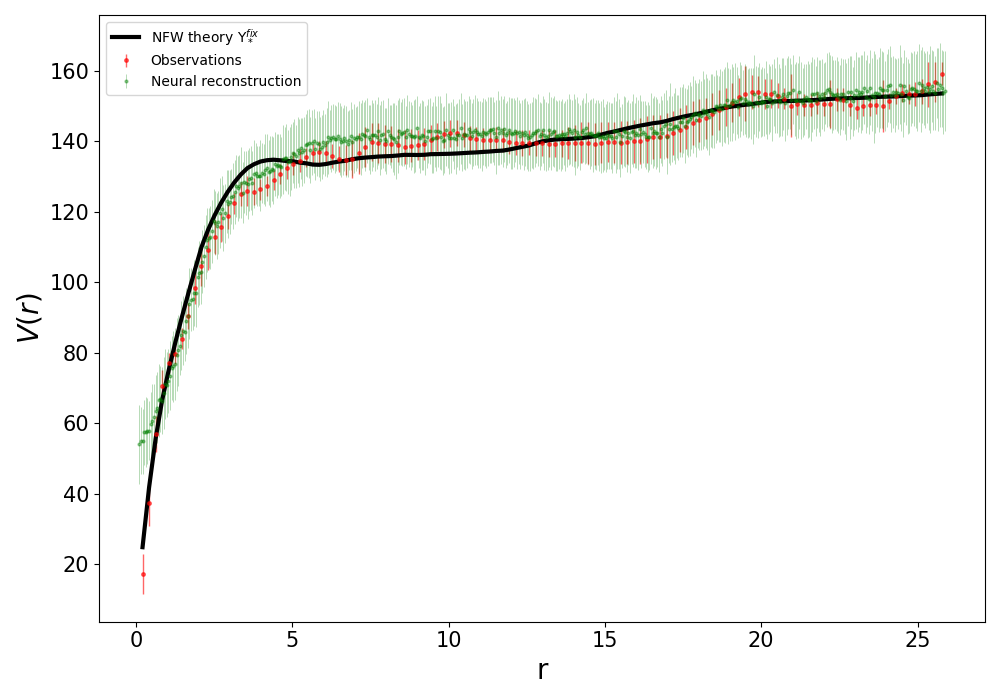 NFW theory Υ$_*^{fix}$
Observations
Neural reconstruction
160
140
120
100
80
60
40
20
V(r)
0 5 10 15 20 25
r